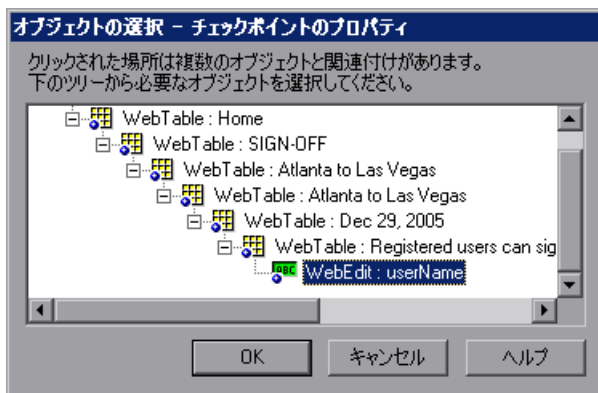 オブジェクトの選択 - チェックポイントのプロパティ
クリックされた場所は複数のオブジェクトと関連付けがあります。
下のツリーから必要なオブジェクトを選択してください。
WebTable : Home
WebTable : SIGN-OFF
WebTable : Atlanta to Las Vegas
WebTable : Atlanta to Las Vegas
WebTable : Dec 29, 2005
WebTable : Registered users can sig
ABC WebEdit : userName
OK キャンセル ヘルプ